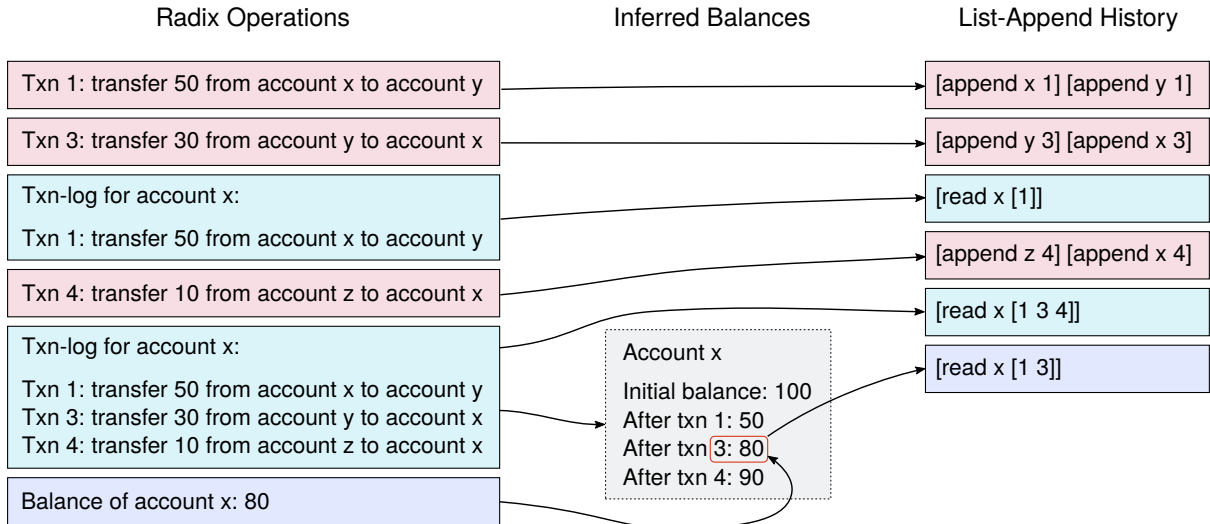 Radix Operations
Inferred Balances
List-Append History
Txn 1: transfer 50 from account x to account y
[append x 1] [append y 1]
Txn 3: transfer 30 from account y to account x
[append y 3] [append x 3]
Txn-log for account x:
Txn 1: transfer 50 from account x to account y
[read x [1]]
Txn 4: transfer 10 from account z to account x
[append z 4] [append x 4]
Txn-log for account x:
Txn 1: transfer 50 from account x to account y
Txn 3: transfer 30 from account y to account x
Txn 4: transfer 10 from account z to account x
[read x [1 3 4]]
Account x
Initial balance: 100
After txn 1: 50
After txn 3: 80
After txn 4: 90
[read x [1 3]]
Balance of account x: 80